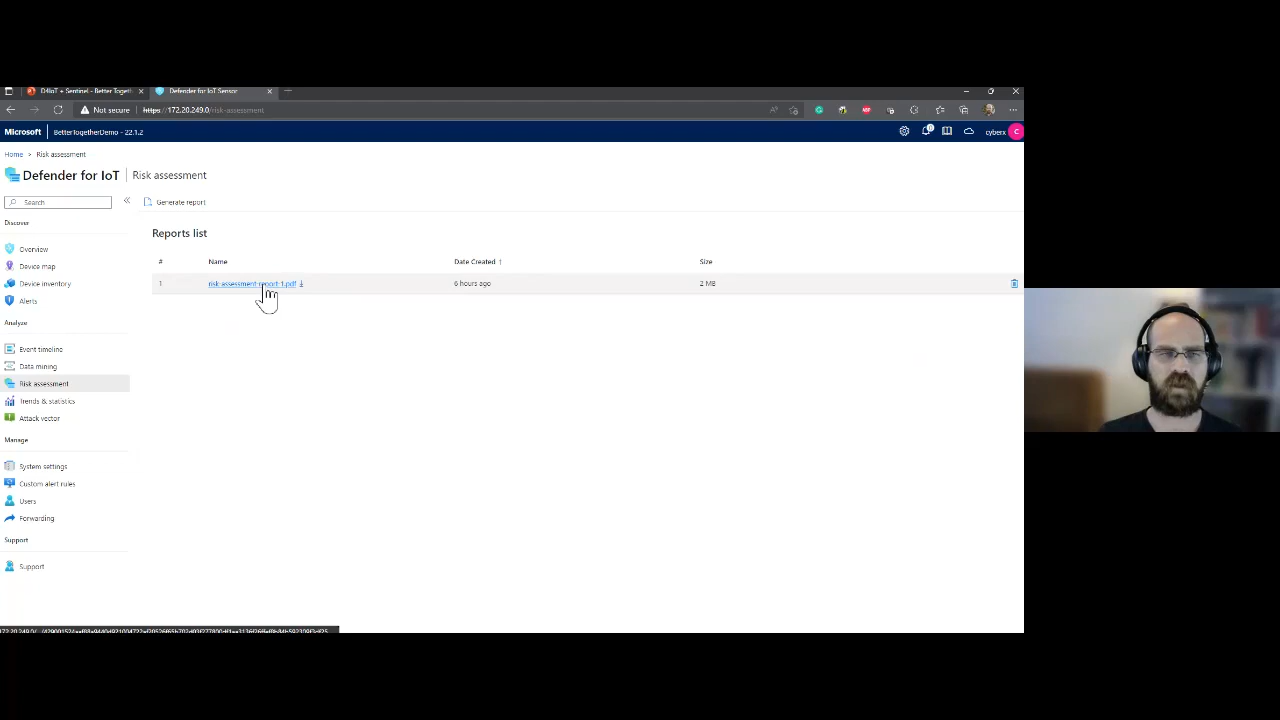 D4IoT + Sentinel - Better Togeth
Defender for IoT Sensor
Not secure
https://172.20.249.0/risk-assessment
Microsoft
BetterTogetherDemo - 22.1.2
cyberx
C
Home > Risk assessment
Defender for IoT | Risk assessment
Search
Generate report
Discover
Overview
Device map
Device inventory
Alerts
Analyze
Event timeline
Data mining
Risk assessment
Trends & statistics
Attack vector
Manage
System settings
Custom alert rules
Users
Forwarding
Support
Support
Reports list
# Name Date Created ↑ Size
1 risk-assessment-report-1.pdf 6 hours ago 2 MB